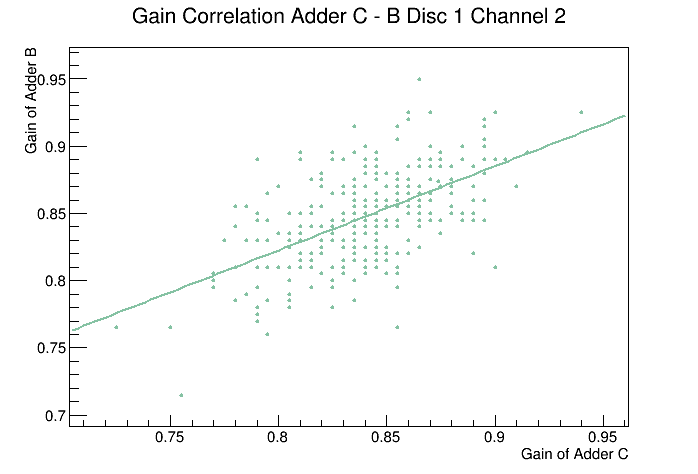 Gain Correlation Adder C - B Disc 1 Channel 2
Gain of Adder B
0.95
0.9
0.85
0.8
0.75
0.7
0.75 0.8 0.85 0.9 0.95
Gain of Adder C